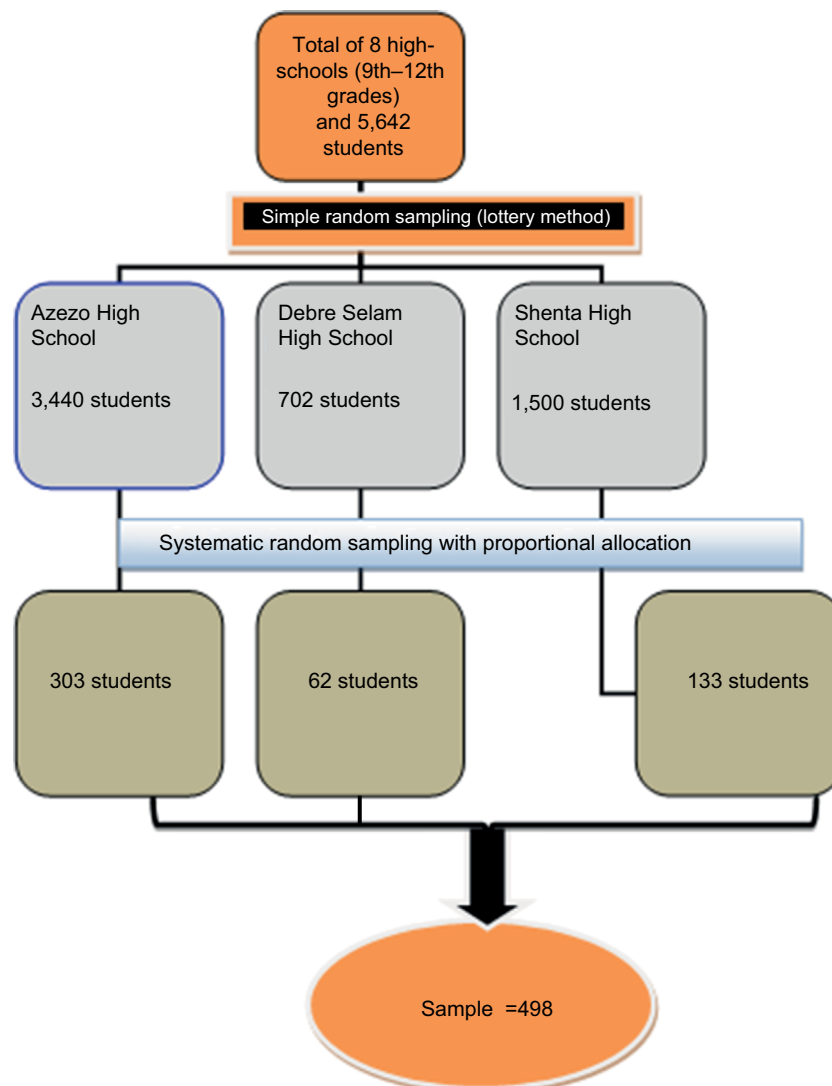 Total of 8 high-
schools (9th–12th
grades)
and 5,642
students
Simple random sampling (lottery method)
Azezo High
School
3,440 students
Debre Selam
High School
702 students
Shenta High
School
1,500 students
Systematic random sampling with proportional allocation
303 students
62 students
133 students
Sample =498